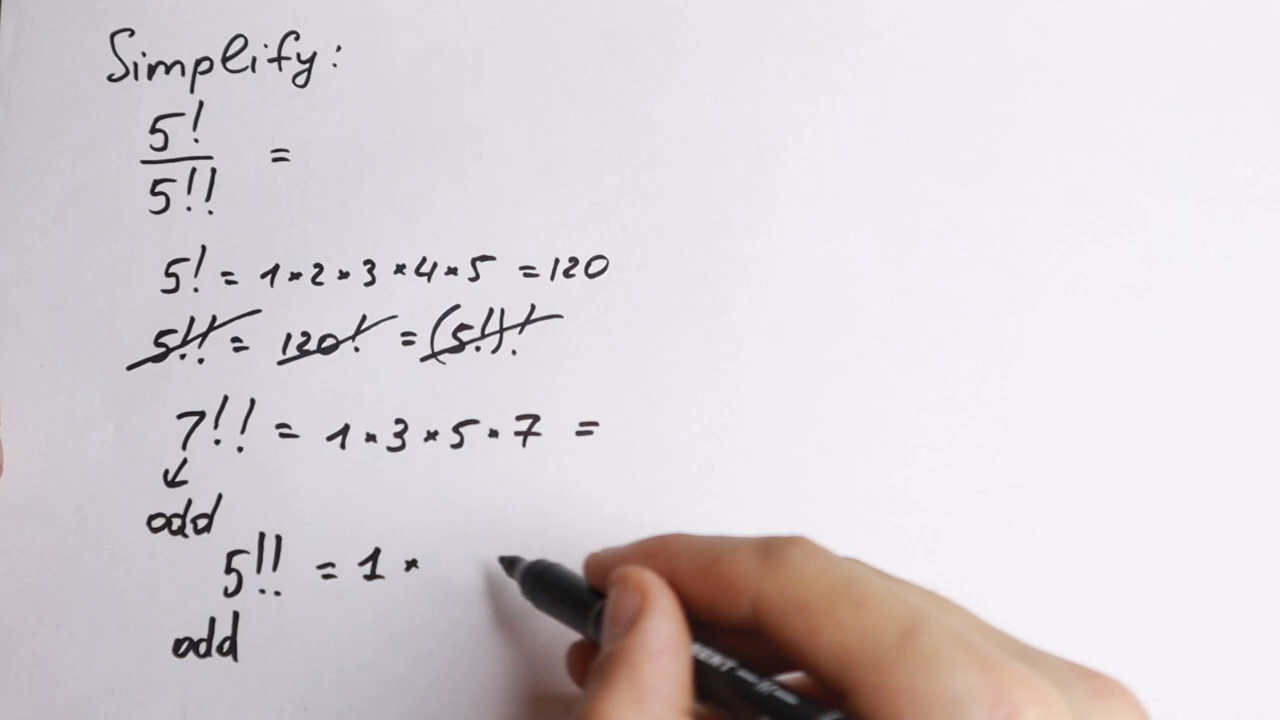 Simplify:
5!
5!! =
5! = 1×2×3×4×5 =120
5!! = 120! = (5!)!
7!! = 1×3×5×7 =
odd
5!! = 1×
odd